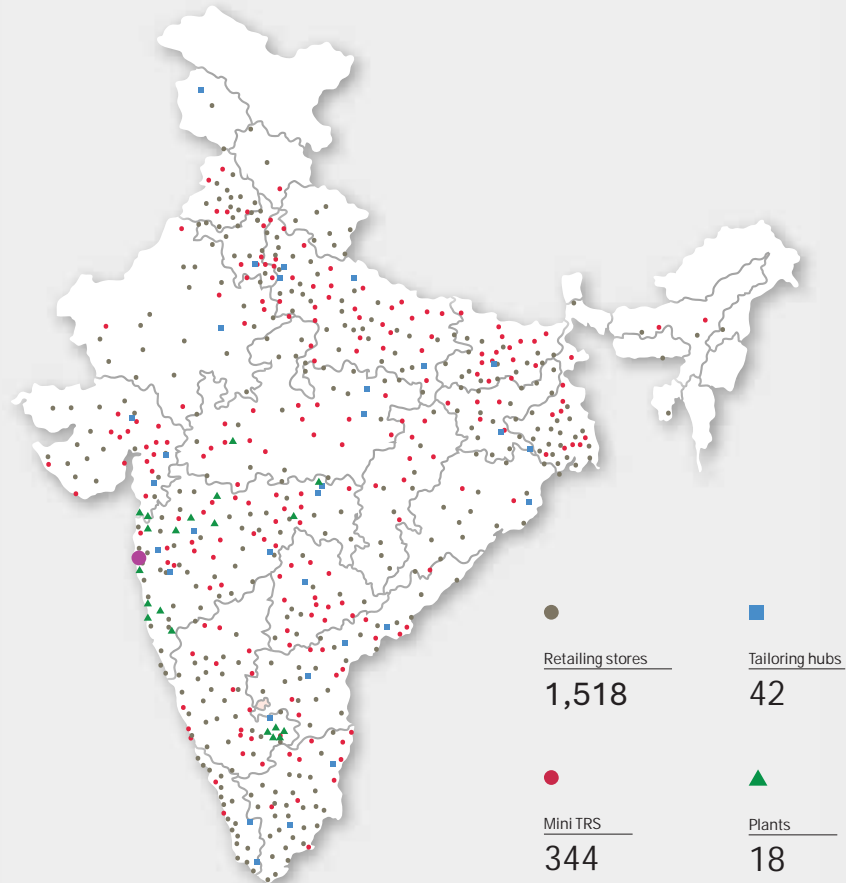 Retailing stores
1,518
Tailoring hubs
42
Mini TRS
344
Plants
18